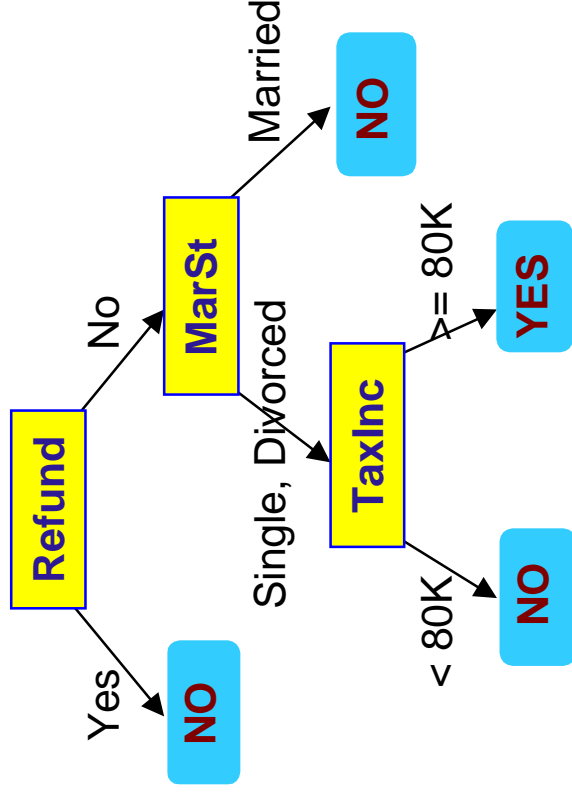 Refund
Yes
No
NO
MarSt
Single, Divorced
Married
TaxInc
NO
< 80K
>= 80K
NO
YES